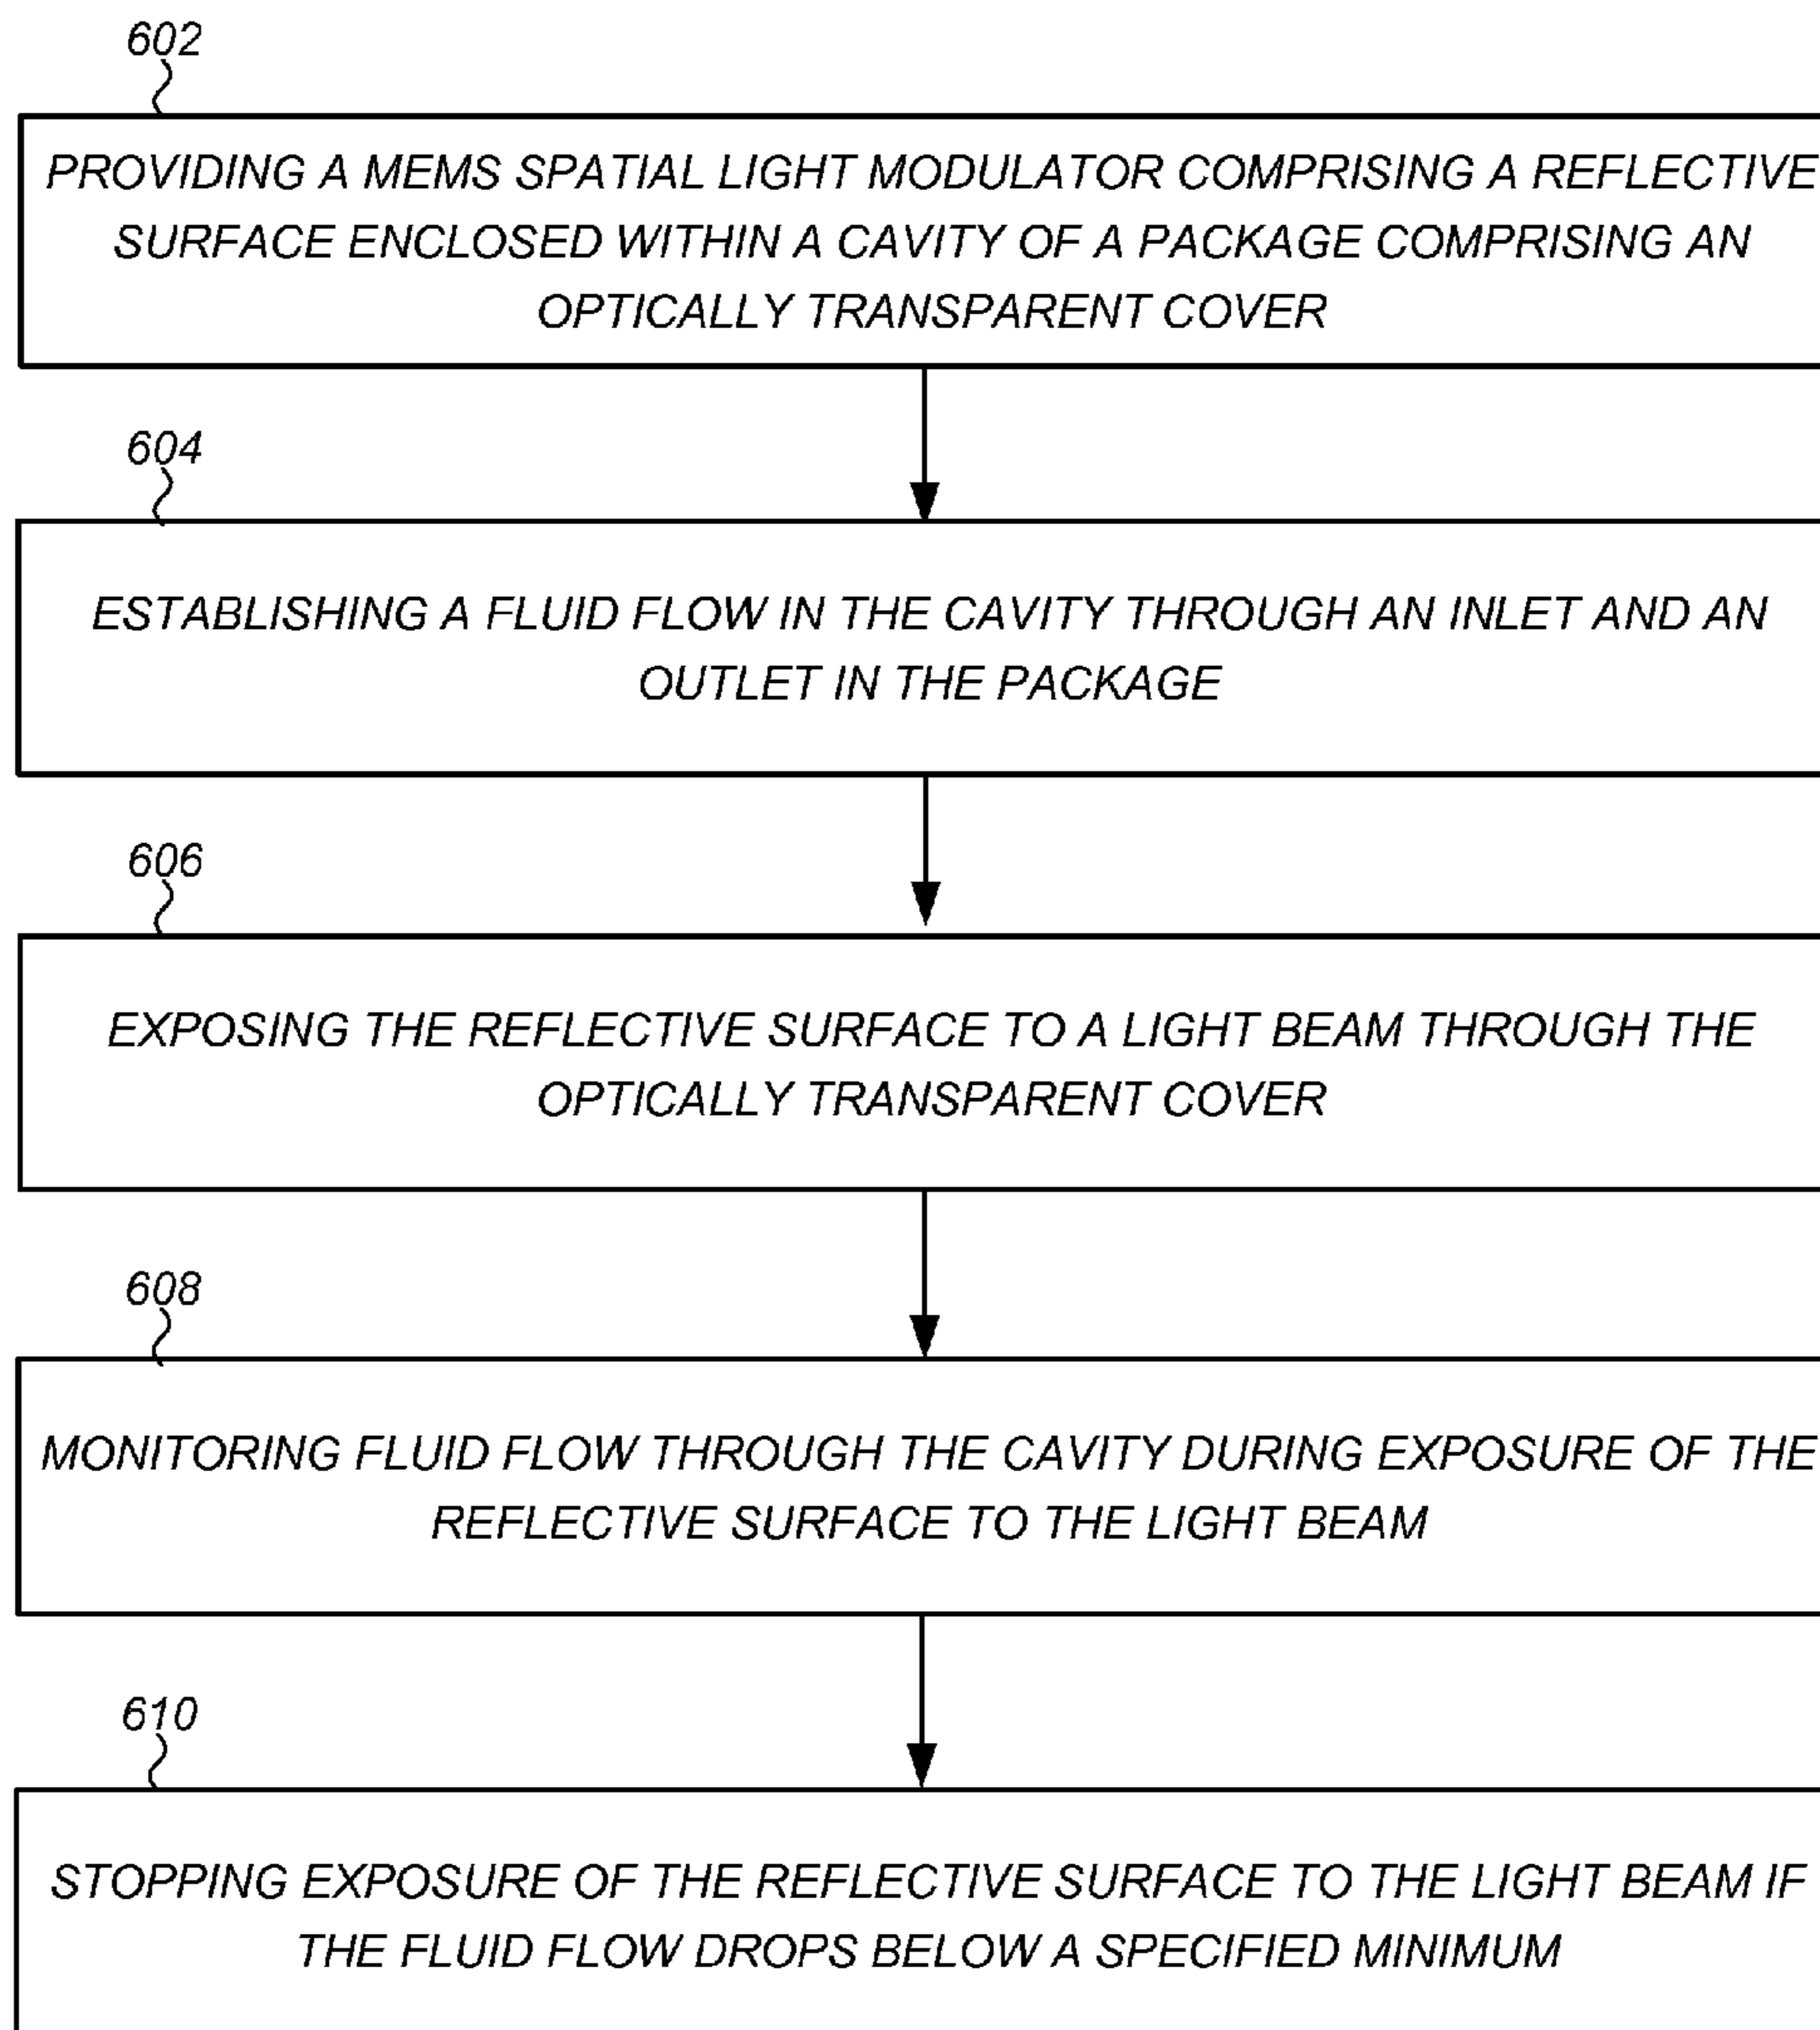 602
PROVIDING A MEMS SPATIAL LIGHT MODULATOR COMPRISING A REFLECTIVE
SURFACE ENCLOSED WITHIN A CAVITY OF A PACKAGE COMPRISING AN
OPTICALLY TRANSPARENT COVER
604
ESTABLISHING A FLUID FLOW IN THE CAVITY THROUGH AN INLET AND AN
OUTLET IN THE PACKAGE
606
EXPOSING THE REFLECTIVE SURFACE TO A LIGHT BEAM THROUGH THE
OPTICALLY TRANSPARENT COVER
608
MONITORING FLUID FLOW THROUGH THE CAVITY DURING EXPOSURE OF THE
REFLECTIVE SURFACE TO THE LIGHT BEAM
610
STOPPING EXPOSURE OF THE REFLECTIVE SURFACE TO THE LIGHT BEAM IF
THE FLUID FLOW DROPS BELOW A SPECIFIED MINIMUM